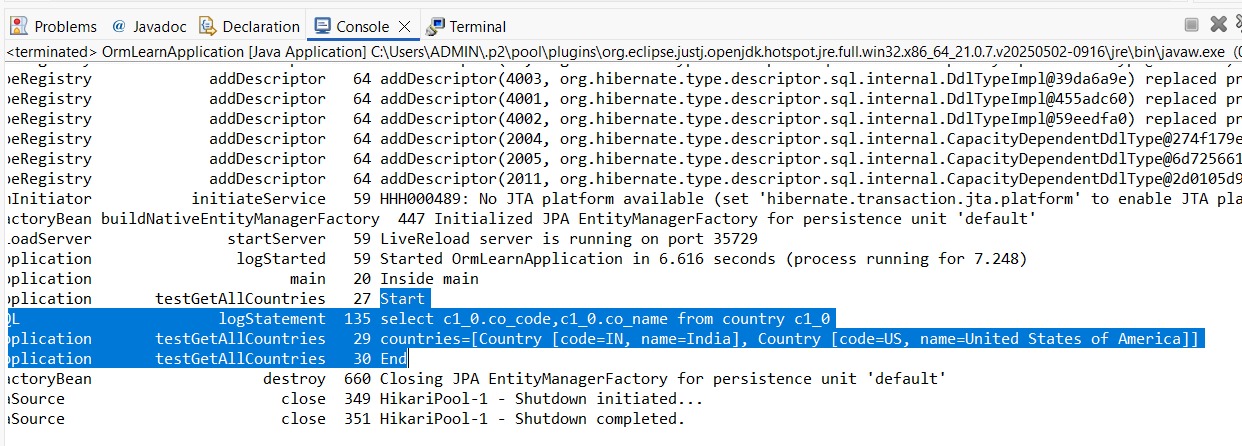 Problems @ Javadoc Declaration Console Terminal
<terminated> OrmLearnApplication [Java Application] C:\Users\ADMIN\.p2\pool\plugins\org.eclipse.justj.openjdk.hotspot.jre.full.win32.x86_64_21.0.7.v20250502-0916\jre\bin\javaw.exe (0
peRegistry addDescriptor 64 addDescriptor(4003, org.hibernate.type.descriptor.sql.internal.DdlTypeImpl@39da6a9e) replaced pr
peRegistry addDescriptor 64 addDescriptor(4001, org.hibernate.type.descriptor.sql.internal.DdlTypeImpl@455adc60) replaced pr
peRegistry addDescriptor 64 addDescriptor(4002, org.hibernate.type.descriptor.sql.internal.DdlTypeImpl@59eedfa0) replaced pr
peRegistry addDescriptor 64 addDescriptor(2004, org.hibernate.type.descriptor.sql.internal.CapacityDependentDdlType@274f179e
peRegistry addDescriptor 64 addDescriptor(2005, org.hibernate.type.descriptor.sql.internal.CapacityDependentDdlType@6d725661
peRegistry addDescriptor 64 addDescriptor(2011, org.hibernate.type.descriptor.sql.internal.CapacityDependentDdlType@2d0105d9
mInitiator initiateService 59 HHH000489: No JTA platform available (set 'hibernate.transaction.jta.platform' to enable JTA pla
actoryBean buildNativeEntityManagerFactory 447 Initialized JPA EntityManagerFactory for persistence unit 'default'
LoadServer startServer 59 LiveReload server is running on port 35729
pplication logStarted 59 Started OrmLearnApplication in 6.616 seconds (process running for 7.248)
pplication main 20 Inside main
pplication testGetAllCountries 27 Start
QL logStatement 135 select c1_0.co_code,c1_0.co_name from country c1_0
pplication testGetAllCountries 29 countries=[Country [code=IN, name=India], Country [code=US, name=United States of America]]
pplication testGetAllCountries 30 End
actoryBean destroy 660 Closing JPA EntityManagerFactory for persistence unit 'default'
aSource close 349 HikariPool-1 - Shutdown initiated...
aSource close 351 HikariPool-1 - Shutdown completed.